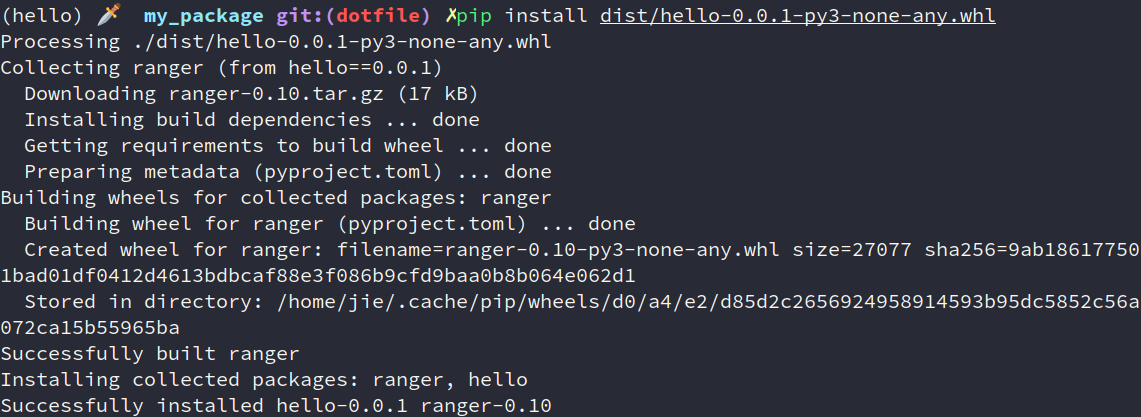 (hello) 🗡️ my_package git:(dotfile) ✗pip install dist/hello-0.0.1-py3-none-any.whl
Processing ./dist/hello-0.0.1-py3-none-any.whl
Collecting ranger (from hello==0.0.1)
  Downloading ranger-0.10.tar.gz (17 kB)
  Installing build dependencies ... done
  Getting requirements to build wheel ... done
  Preparing metadata (pyproject.toml) ... done
Building wheels for collected packages: ranger
  Building wheel for ranger (pyproject.toml) ... done
  Created wheel for ranger: filename=ranger-0.10-py3-none-any.whl size=27077 sha256=9ab18617750
1bad01df0412d4613bdbcaf88e3f086b9cfd9baa0b8b064e062d1
  Stored in directory: /home/jie/.cache/pip/wheels/d0/a4/e2/d85d2c2656924958914593b95dc5852c56a
072ca15b55965ba
Successfully built ranger
Installing collected packages: ranger, hello
Successfully installed hello-0.0.1 ranger-0.10